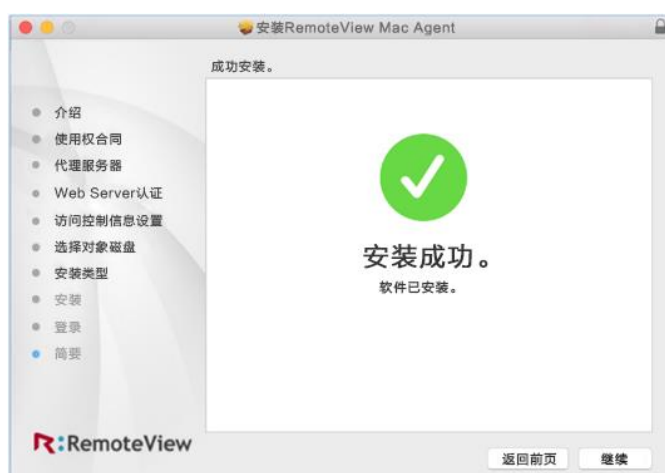 安装RemoteView Mac Agent
成功安装。
介绍
使用权合同
代理服务器
Web Server认证
访问控制信息设置
选择对象磁盘
安装类型
安装
登录
简要
安装成功。
软件已安装。
R:RemoteView
返回前页
继续